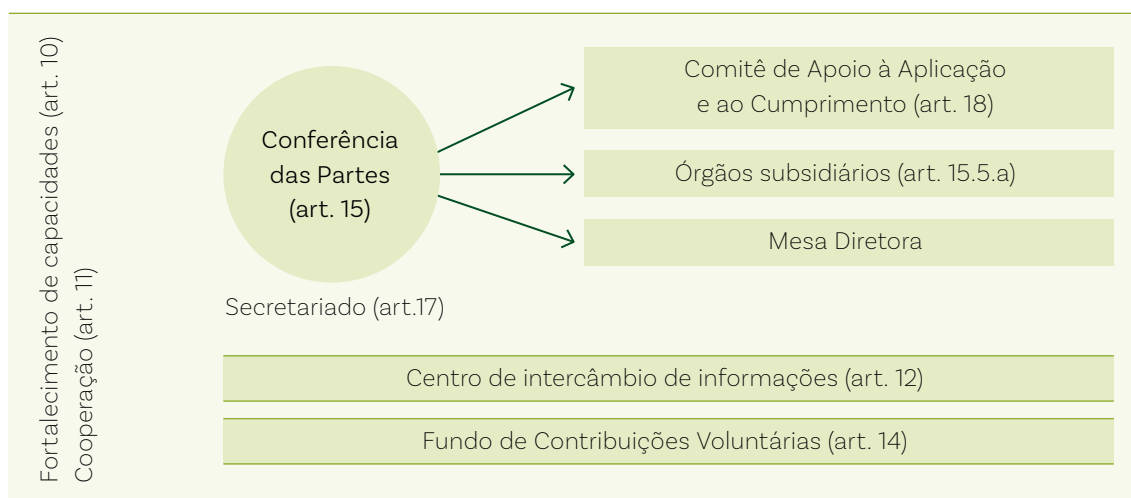 Fortalecimento de capacidades (art. 10)
Cooperação (art. 11)
Conferência
das Partes
(art. 15)
Comitê de Apoio à Aplicação
e ao Cumprimento (art. 18)
Órgãos subsidiários (art. 15.5.a)
Mesa Diretora
Secretariado (art.17)
Centro de intercâmbio de informações (art. 12)
Fundo de Contribuições Voluntárias (art. 14)